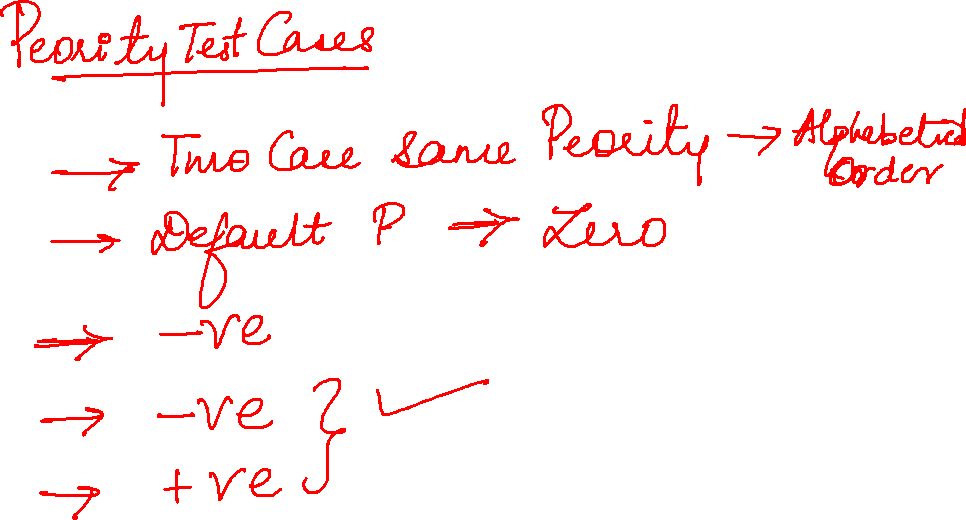 Peority Test Cases
→ Two Case same Peority → Alphabetical Order
→ Default P → Zero
→ -ve
→ -ve } ✓
→ +ve